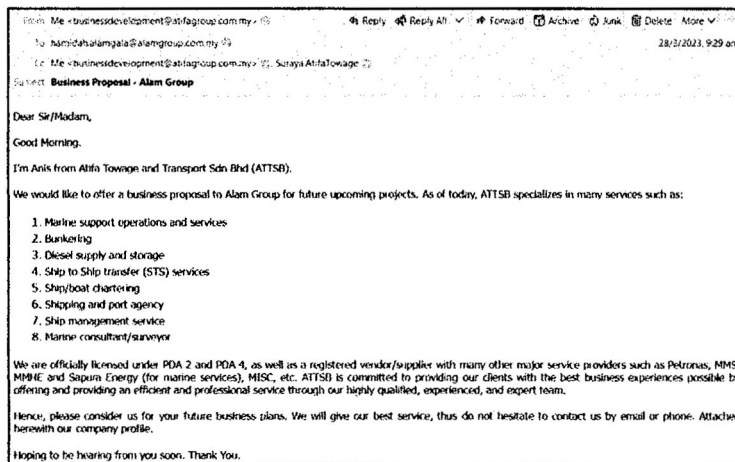 From Me <businessdevelopment@atifagroup.com.my>
Reply Reply All Forward Archive Junk Delete More
To hamidahalamgala@alamgroup.com.my
28/3/2023, 9:29 am
Cc Me <businessdevelopment@atifagroup.com.my>, Suraya AtifaTowage
Subject Business Proposal - Alam Group
Dear Sir/Madam,
Good Morning.
I'm Anis from Atifa Towage and Transport Sdn Bhd (ATTSB).
We would like to offer a business proposal to Alam Group for future upcoming projects. As of today, ATTSB specializes in many services such as:
1. Marine support operations and services
2. Bunkering
3. Diesel supply and storage
4. Ship to Ship transfer (STS) services
5. Ship/boat chartering
6. Shipping and port agency
7. Ship management service
8. Marine consultant/surveyor
We are officially licensed under PDA 2 and PDA 4, as well as a registered vendor/supplier with many other major service providers such as Petronas, MMS
MMHE and Sapura Energy (for marine services), MISC, etc. ATTSB is committed to providing our clients with the best business experiences possible b
offering and providing an efficient and professional service through our highly qualified, experienced, and expert team.
Hence, please consider us for your future business plans. We will give our best service, thus do not hesitate to contact us by email or phone. Attache
herewith our company profile.
Hoping to be hearing from you soon. Thank You.